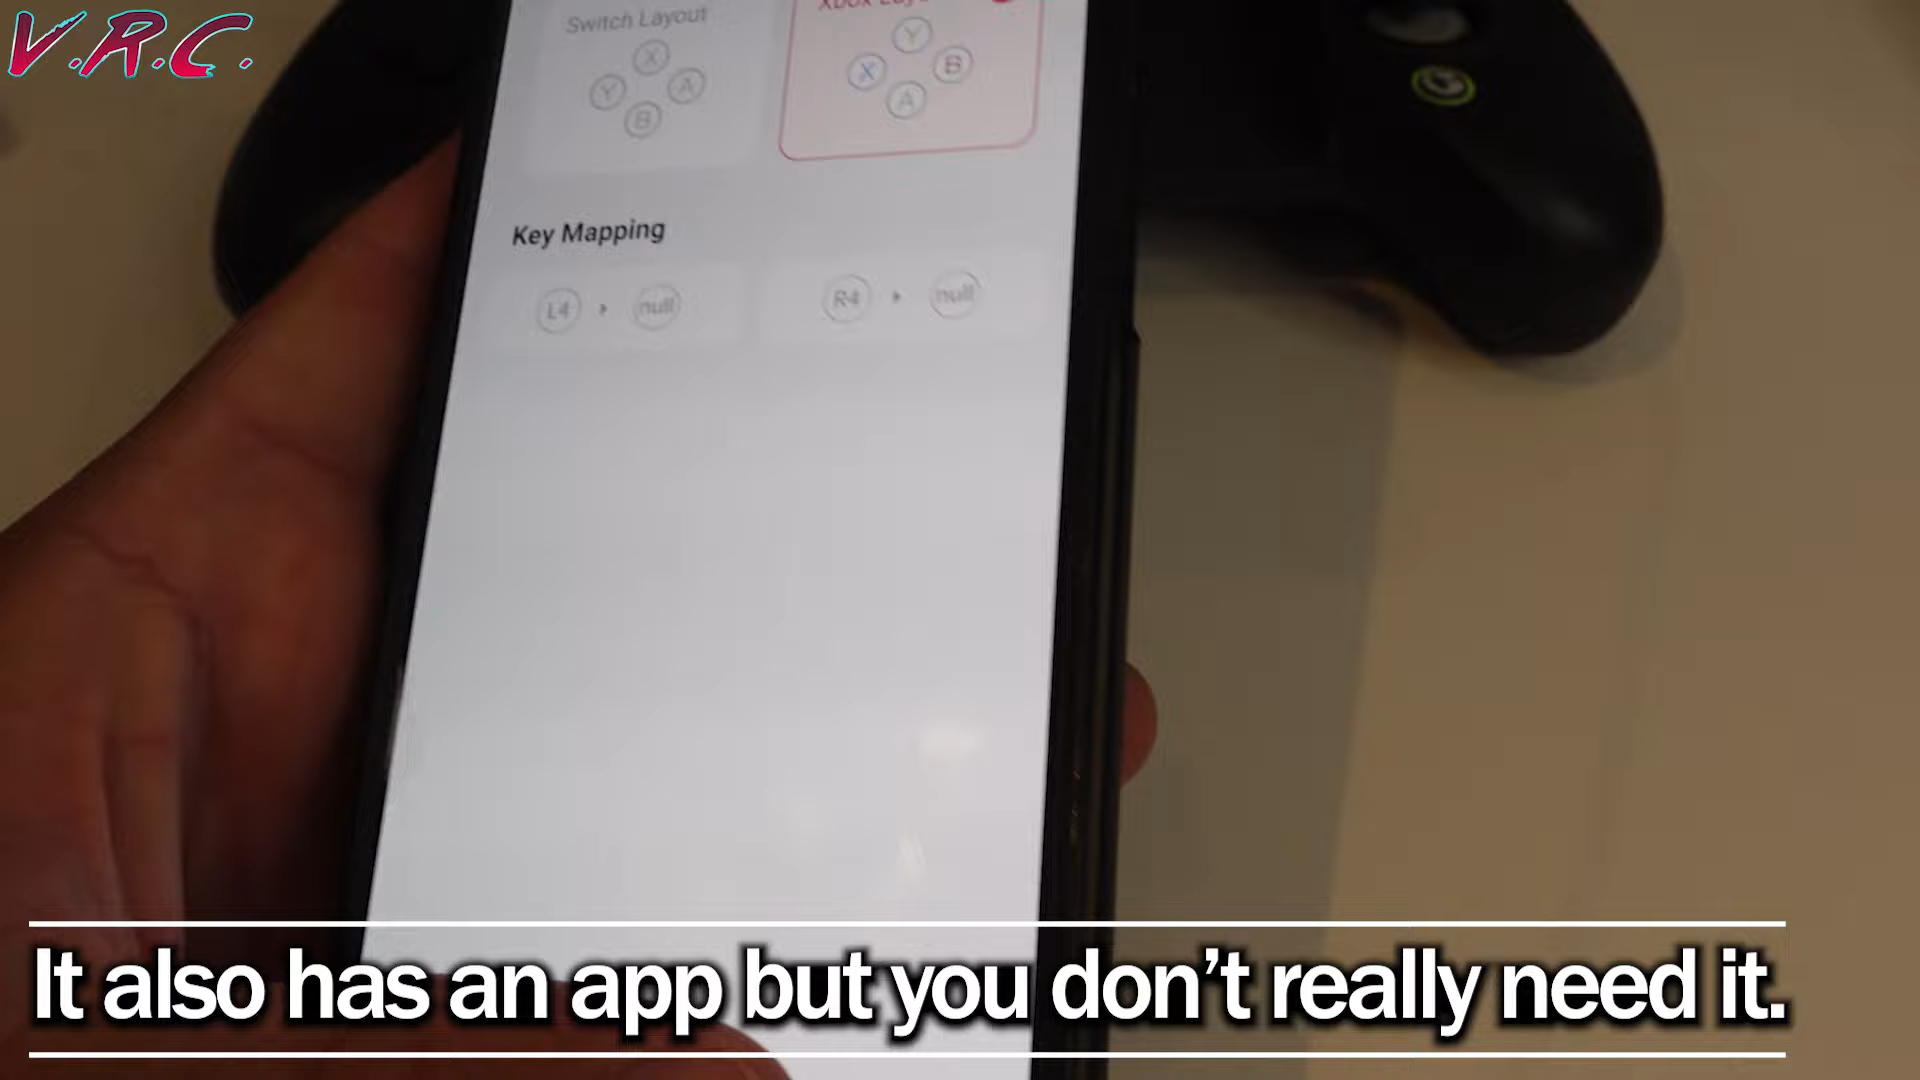 V.R.C.
Switch Layout
X
Y
A
B
Xbox
Y
X
B
A
Key Mapping
L4
null
R4
null
It also has an app but you don't really need it.